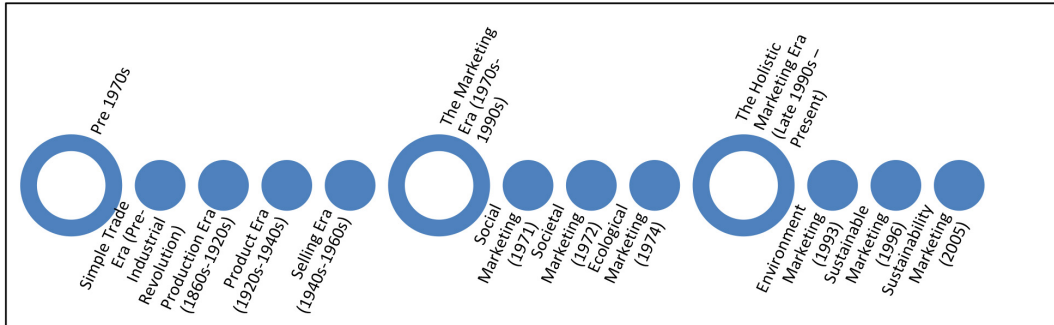 Pre 1970s
Simple Trade
Era (Pre-
Industrial
Revolution)
Production Era
(1860s-1920s)
Product Era
(1920s-1940s)
Selling Era
(1940s-1960s)
The Marketing
Era (1970s-
1990s)
Social
Marketing
(1971)
Societal
Marketing
(1972)
Ecological
Marketing
(1974)
The Holistic
Marketing Era
(Late 1990s –
Present)
Environment
Marketing
(1993)
Sustainable
Marketing
(1996)
Sustainability
Marketing
(2005)